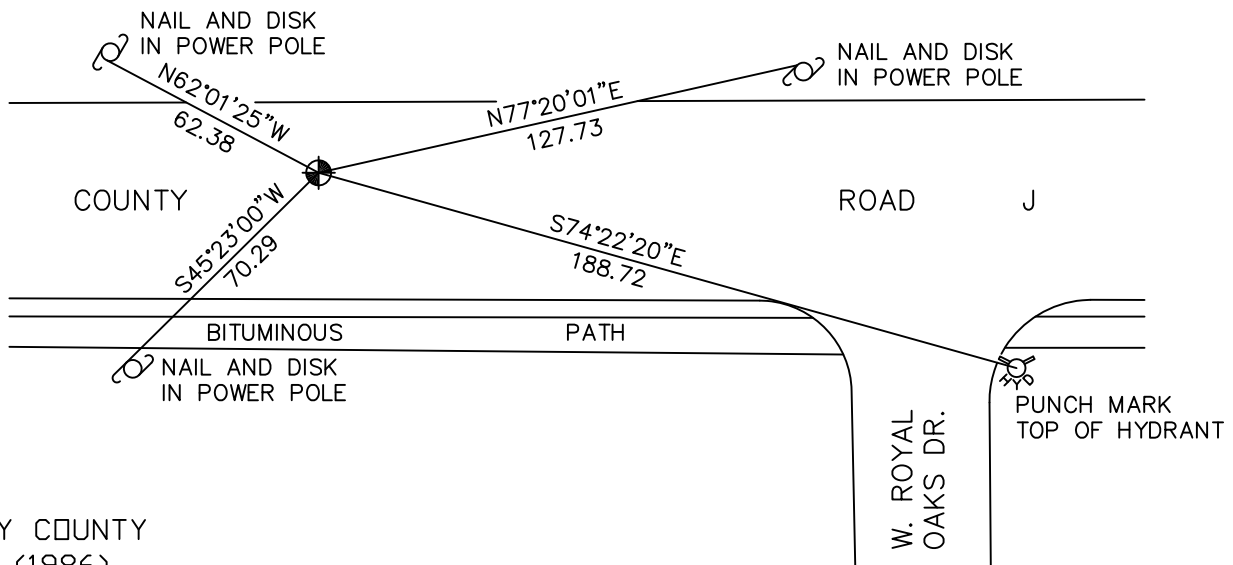 NAIL AND DISK
IN POWER POLE
NAIL AND DISK
IN POWER POLE
N62°01'25"W
62.38
N77°20'01"E
127.73
COUNTY ROAD J
S45°23'00"W
70.29
S74°22'20"E
188.72
BITUMINOUS PATH
NAIL AND DISK
IN POWER POLE
HYD
PUNCH MARK
TOP OF HYDRANT
W. ROYAL
OAKS DR.
Y COUNTY
(1986)